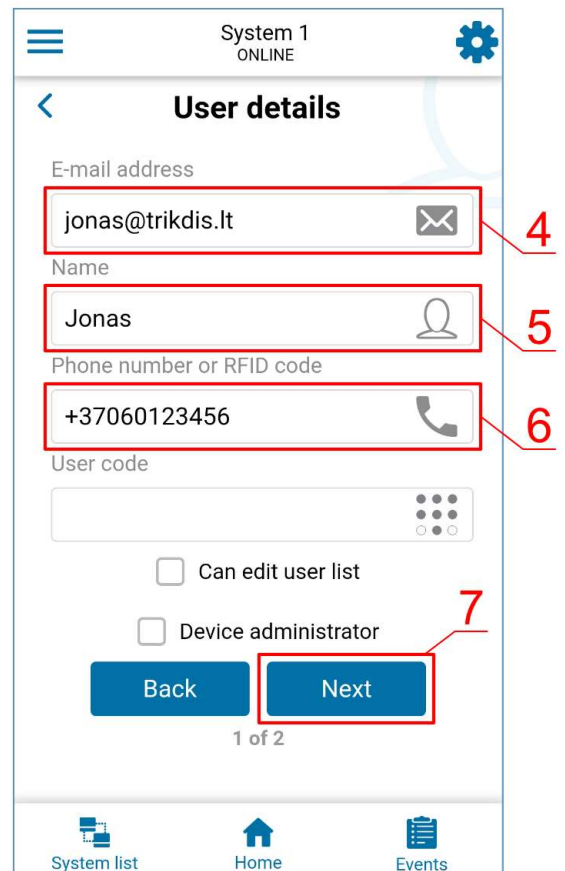 System 1
ONLINE
User details
E-mail address
jonas@trikdis.lt
4
Name
Jonas
5
Phone number or RFID code
+37060123456
6
User code
Can edit user list
7
Device administrator
Back Next
1 of 2
System list Home Events